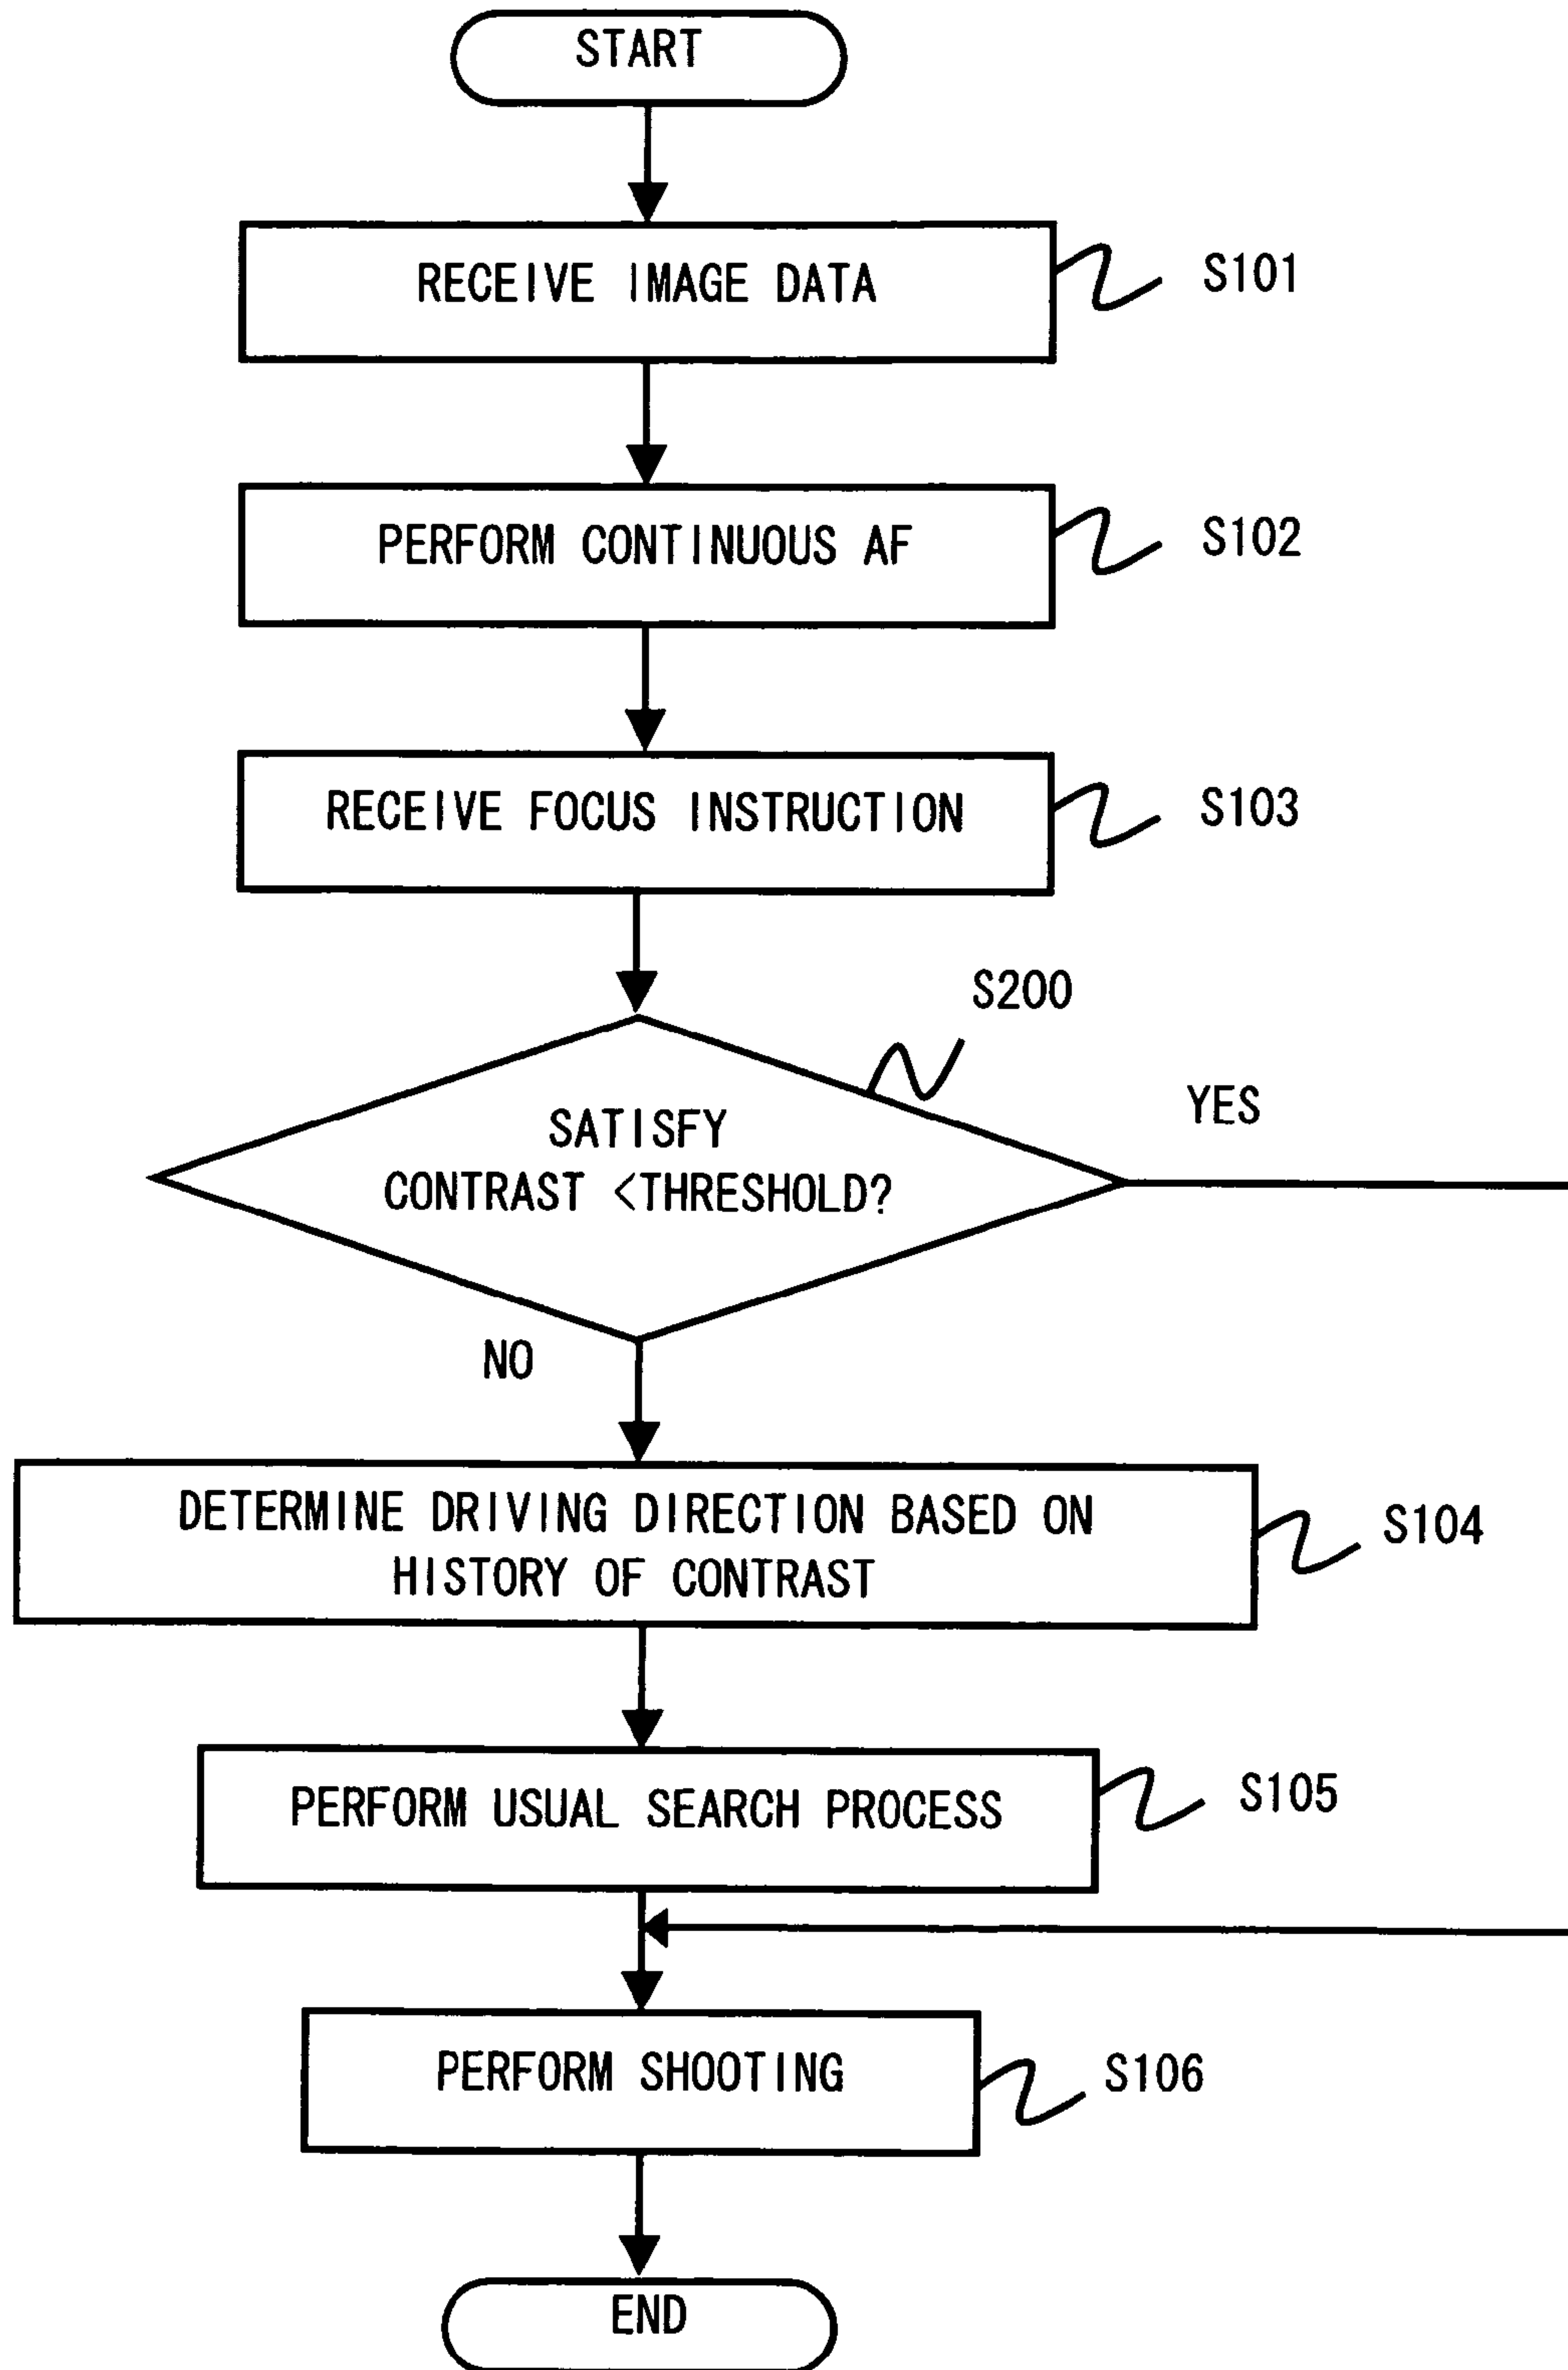 START
RECEIVE IMAGE DATA
S101
PERFORM CONTINUOUS AF
S102
RECEIVE FOCUS INSTRUCTION
S103
S200
SATISFY
CONTRAST <THRESHOLD?
YES
NO
DETERMINE DRIVING DIRECTION BASED ON
HISTORY OF CONTRAST
S104
PERFORM USUAL SEARCH PROCESS
S105
PERFORM SHOOTING
S106
END